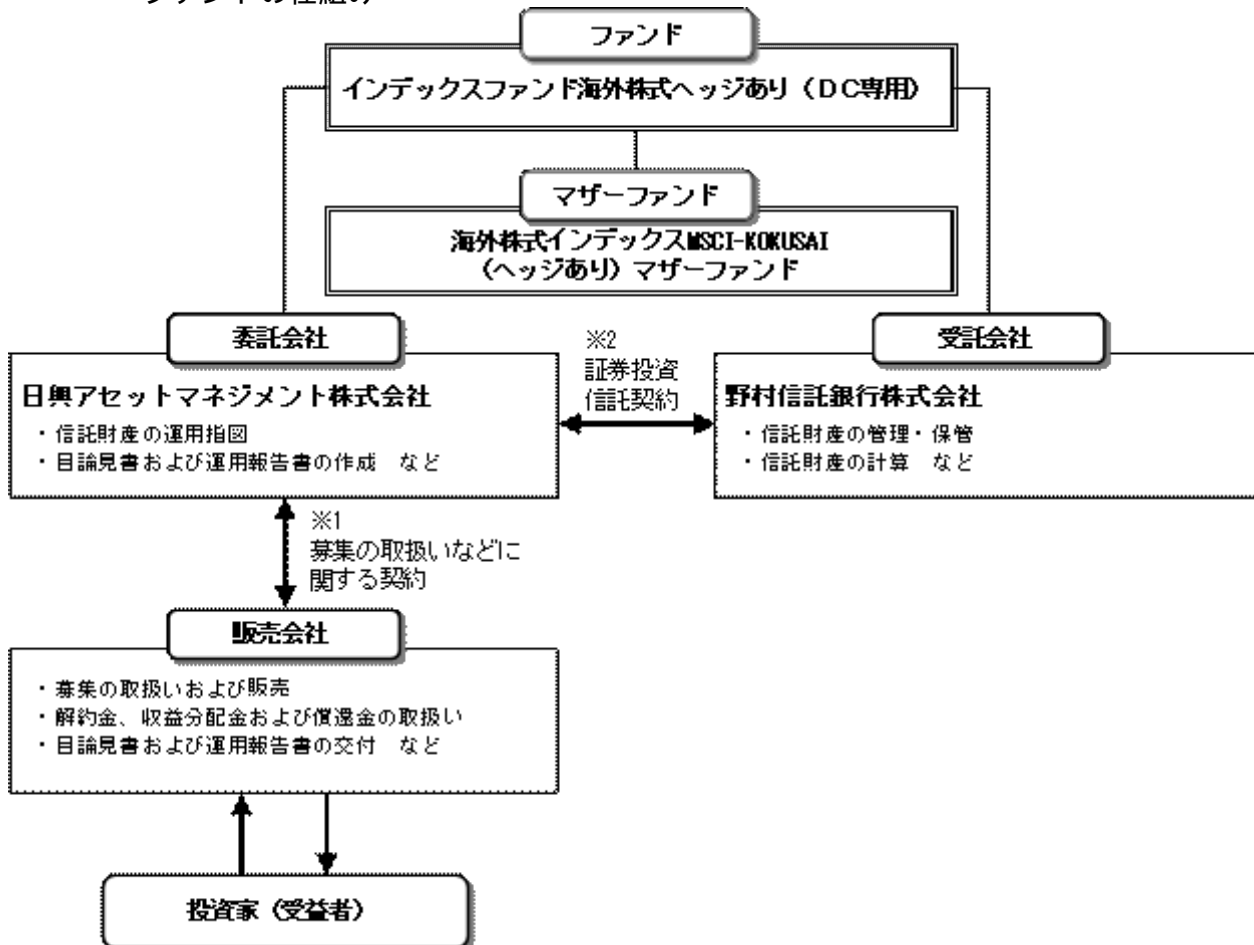 ファンドの仕組み
ファンド
インデックスファンド海外株式ヘッジあり（ＤＣ専用）
マザーファンド
海外株式インデックスMSCI-KOKUSAI
（ヘッジあり）マザーファンド
委託会社
日興アセットマネジメント株式会社
・信託財産の運用指図
・目論見書および運用報告書の作成　など
※2
証券投資
信託契約
受託会社
野村信託銀行株式会社
・信託財産の管理・保管
・信託財産の計算　など
※1
募集の取扱いなどに
関する契約
販売会社
・募集の取扱いおよび販売
・解約金、収益分配金および償還金の取扱い
・目論見書および運用報告書の交付　など
投資家（受益者）